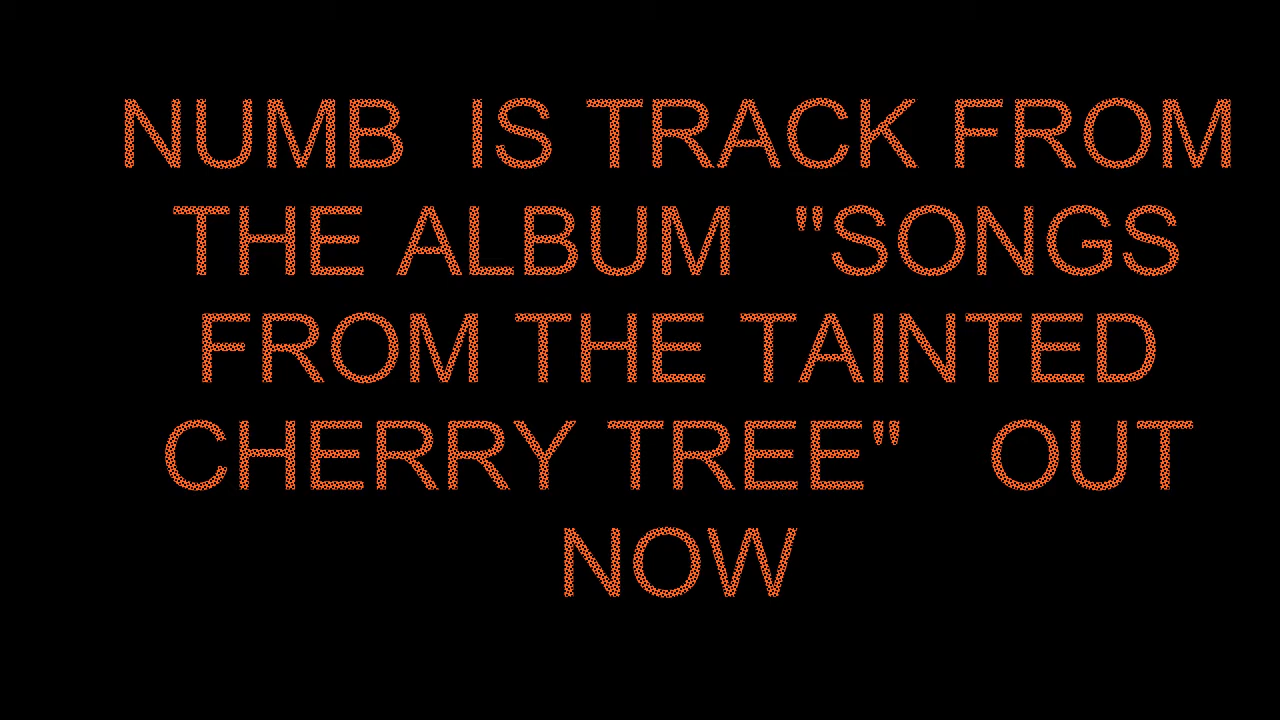 NUMB  IS TRACK FROM
THE ALBUM  "SONGS
FROM THE TAINTED
CHERRY TREE"   OUT
NOW